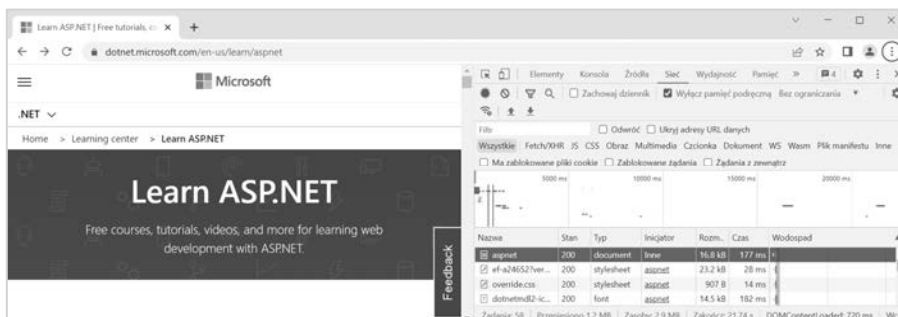 Learn ASP.NET | Free tutorials, co
dotnet.microsoft.com/en-us/learn/aspnet
Microsoft
.NET
Home > Learning center > Learn ASP.NET
Learn ASP.NET
Free courses, tutorials, videos, and more for learning web
development with ASP.NET.
Feedback
Elementy Konsola Źródła Sieć Wydajność Pamięć » 4
Zachowaj dziennik Wyłącz pamięć podręczną Bez ograniczania
Filtr Odwróć Ukryj adresy URL danych
Wszystkie Fetch/XHR JS CSS Obraz Multimedia Czcionka Dokument WS Wasm Plik manifestu Inne
Ma zablokowane pliki cookie Zablokowane żądania Żądania z zewnątrz
5000 ms 10000 ms 15000 ms 20000 ms
Nazwa Stan Typ Inicjator Rozm.. Czas Wodospad
aspnet 200 document Inne 16.8 kB 177 ms
ef-a24652?ver... 200 stylesheet aspnet 23.2 kB 28 ms
override.css 200 stylesheet aspnet 907 B 14 ms
dotnetmdl2-ic... 200 font aspnet 14.5 kB 182 ms
Żądania: 58 Przeniesiono 1.2 MB Zasoby: 2.9 MB Zakończ: 21.74 s DOMContentLoaded: 720 ms